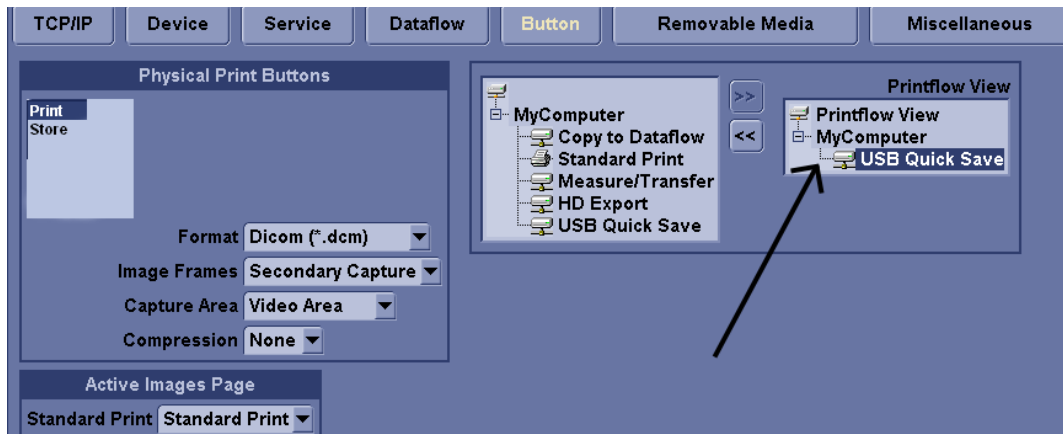 TCP/IP
Device
Service
Dataflow
Button
Removable Media
Miscellaneous
Physical Print Buttons
Print
Store
Format Dicom (*.dcm)
Image Frames Secondary Capture
Capture Area Video Area
Compression None
Active Images Page
Standard Print Standard Print
MyComputer
Copy to Dataflow
Standard Print
Measure/Transfer
HD Export
USB Quick Save
>>
<<
Printflow View
Printflow View
MyComputer
USB Quick Save